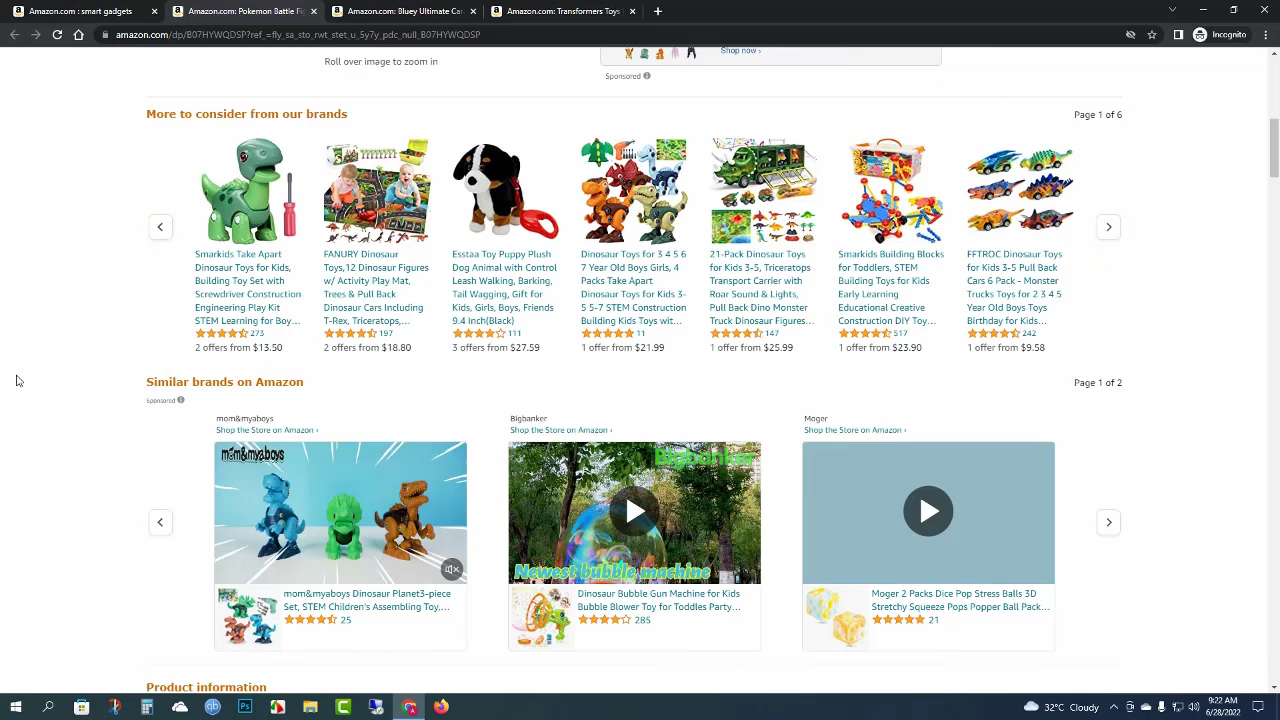 Amazon.com : smart gadgets
Amazon.com: Joinkitty Battle Fig
FANURY. Blue Ultimate Car
Amazon.com: Transformers Toys
amazon.com/dp/B07HYWQDSP?ref_=fly_sa_sto_rwt_stet_u_5y7y_pdc_null_B07HYWQDSP
Incognito
Roll over image to zoom in
Shop now ›
Sponsored
More to consider from our brands
Page 1 of 6
Smarkids Take Apart
Dinosaur Toys for Kids,
Building Toy Set with
Screwdriver Construction
Engineering Play Kit
STEM Learning for Boy…
273
2 offers from $13.50
FANURY Dinosaur
Toys,12 Dinosaur Figures
w/ Activity Play Mat,
Trees & Pull Back
Dinosaur Cars Including
T-Rex, Triceratops,…
197
2 offers from $18.80
Esstaa Toy Puppy Plush
Dog Animal with Control
Leash Walking, Barking,
Tail Wagging, Gift for
Kids, Girls, Boys, Friends
9.4 Inch(Black)
111
3 offers from $27.59
Dinosaur Toys for 3 4 5 6
7 Year Old Boys Girls, 4
Packs Take Apart
Dinosaur Toys for Kids 3-
5 5-7 STEM Construction
Building Kids Toys wit…
11
1 offer from $21.99
21-Pack Dinosaur Toys
for Kids 3-5, Triceratops
Transport Carrier with
Roar Sound & Lights,
Pull Back Dino Monster
Truck Dinosaur Figures…
147
1 offer from $25.99
Smarkids Building Blocks
for Toddlers, STEM
Building Toys for Kids
Early Learning
Educational Creative
Construction DIY Toy…
517
1 offer from $23.90
FFTROC Dinosaur Toys
for Kids 3-5 Pull Back
Cars 6 Pack - Monster
Trucks Toys for 2 3 4 5
Year Old Boys Toys
Birthday for Kids…
242
1 offer from $9.58
Similar brands on Amazon
Page 1 of 2
Sponsored
mom&myaboys
Shop the Store on Amazon ›
mom&myaboys
mom&myaboys Dinosaur Planet3-piece
Set, STEM Children's Assembling Toy,…
25
Bigbanker
Shop the Store on Amazon ›
Bigbanker
Newest bubble machine
Dinosaur Bubble Gun Machine for Kids
Bubble Blower Toy for Toddles Party…
285
Moger
Shop the Store on Amazon ›
Moger 2 Packs Dice Pop Stress Balls 3D
Stretchy Squeeze Pops Popper Ball Pack…
21
Product information
32°C Cloudy
9:22 AM
6/28/2022